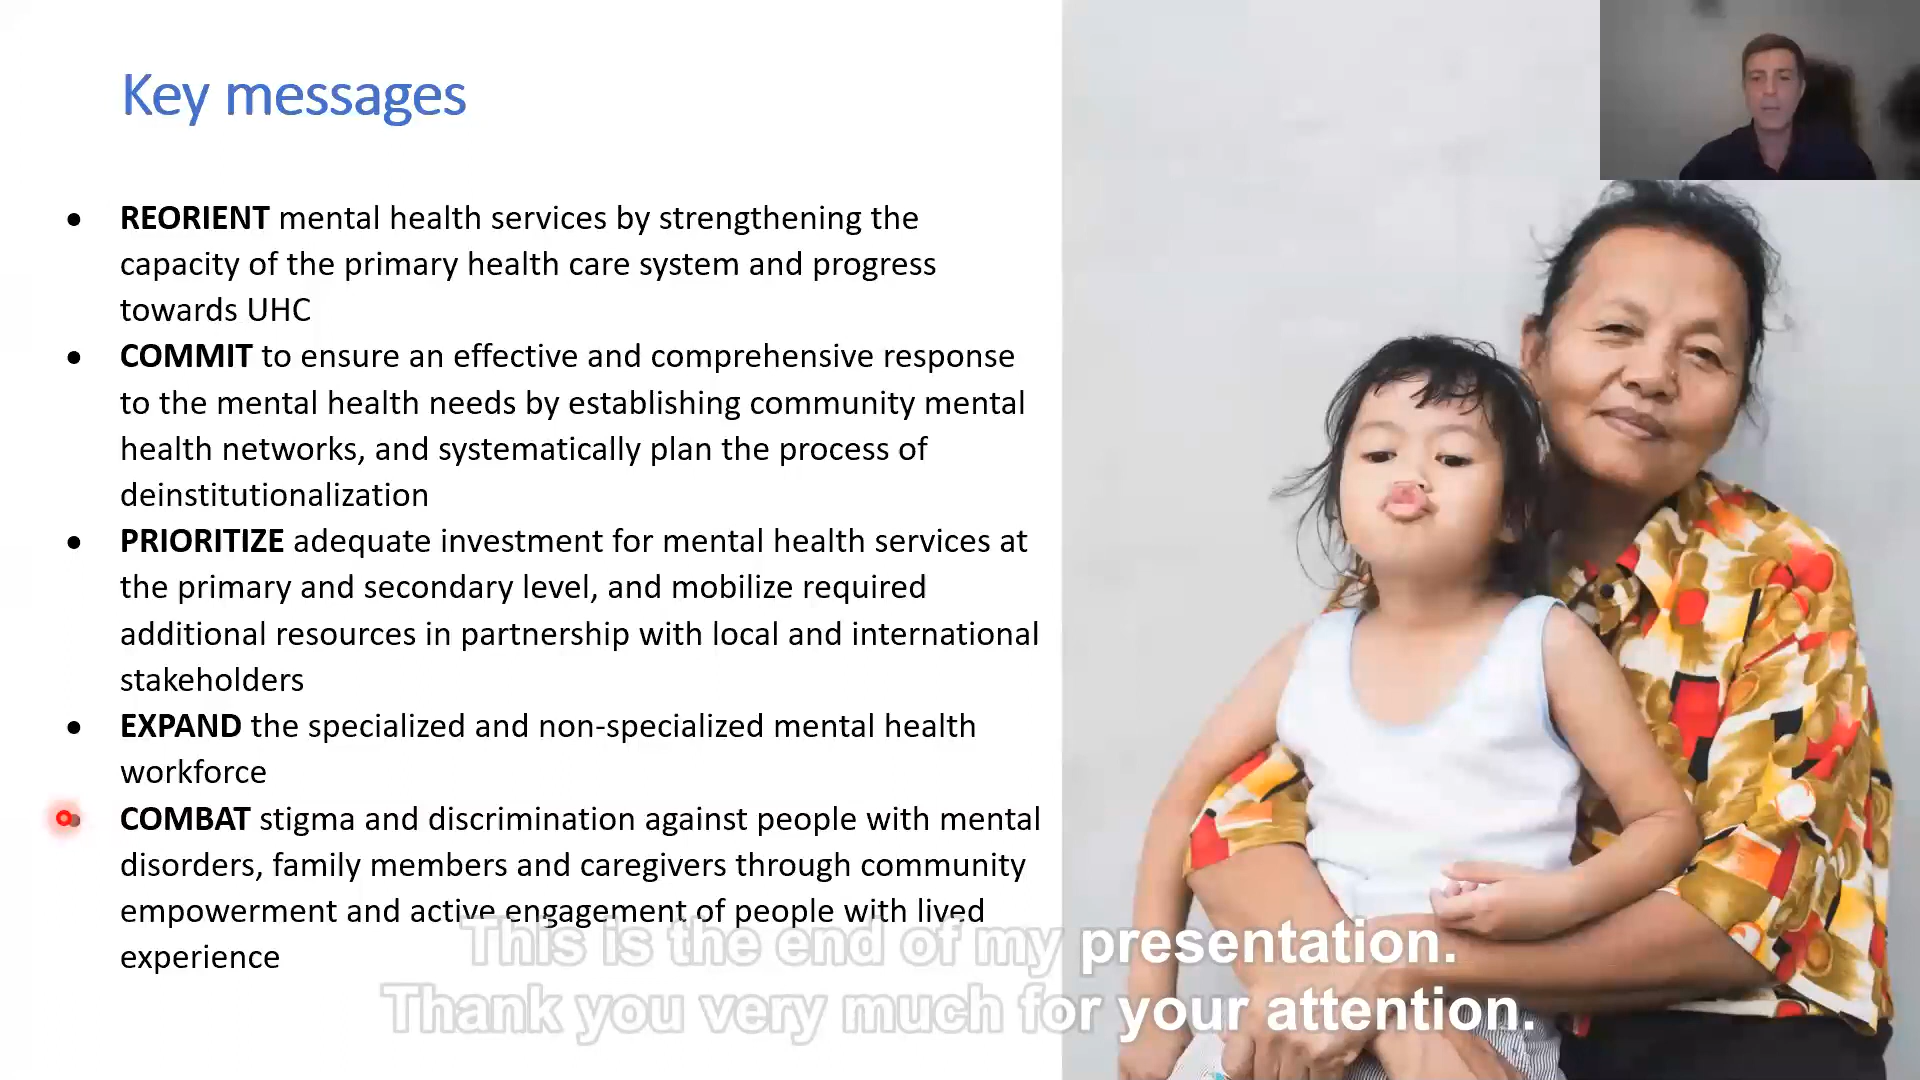 Key messages
● REORIENT mental health services by strengthening the
capacity of the primary health care system and progress
towards UHC
● COMMIT to ensure an effective and comprehensive response
to the mental health needs by establishing community mental
health networks, and systematically plan the process of
deinstitutionalization
● PRIORITIZE adequate investment for mental health services at
the primary and secondary level, and mobilize required
additional resources in partnership with local and international
stakeholders
● EXPAND the specialized and non-specialized mental health
workforce
● COMBAT stigma and discrimination against people with mental
disorders, family members and caregivers through community
empowerment and active engagement of people with lived
experience
This is the end of my presentation.
Thank you very much for your attention.